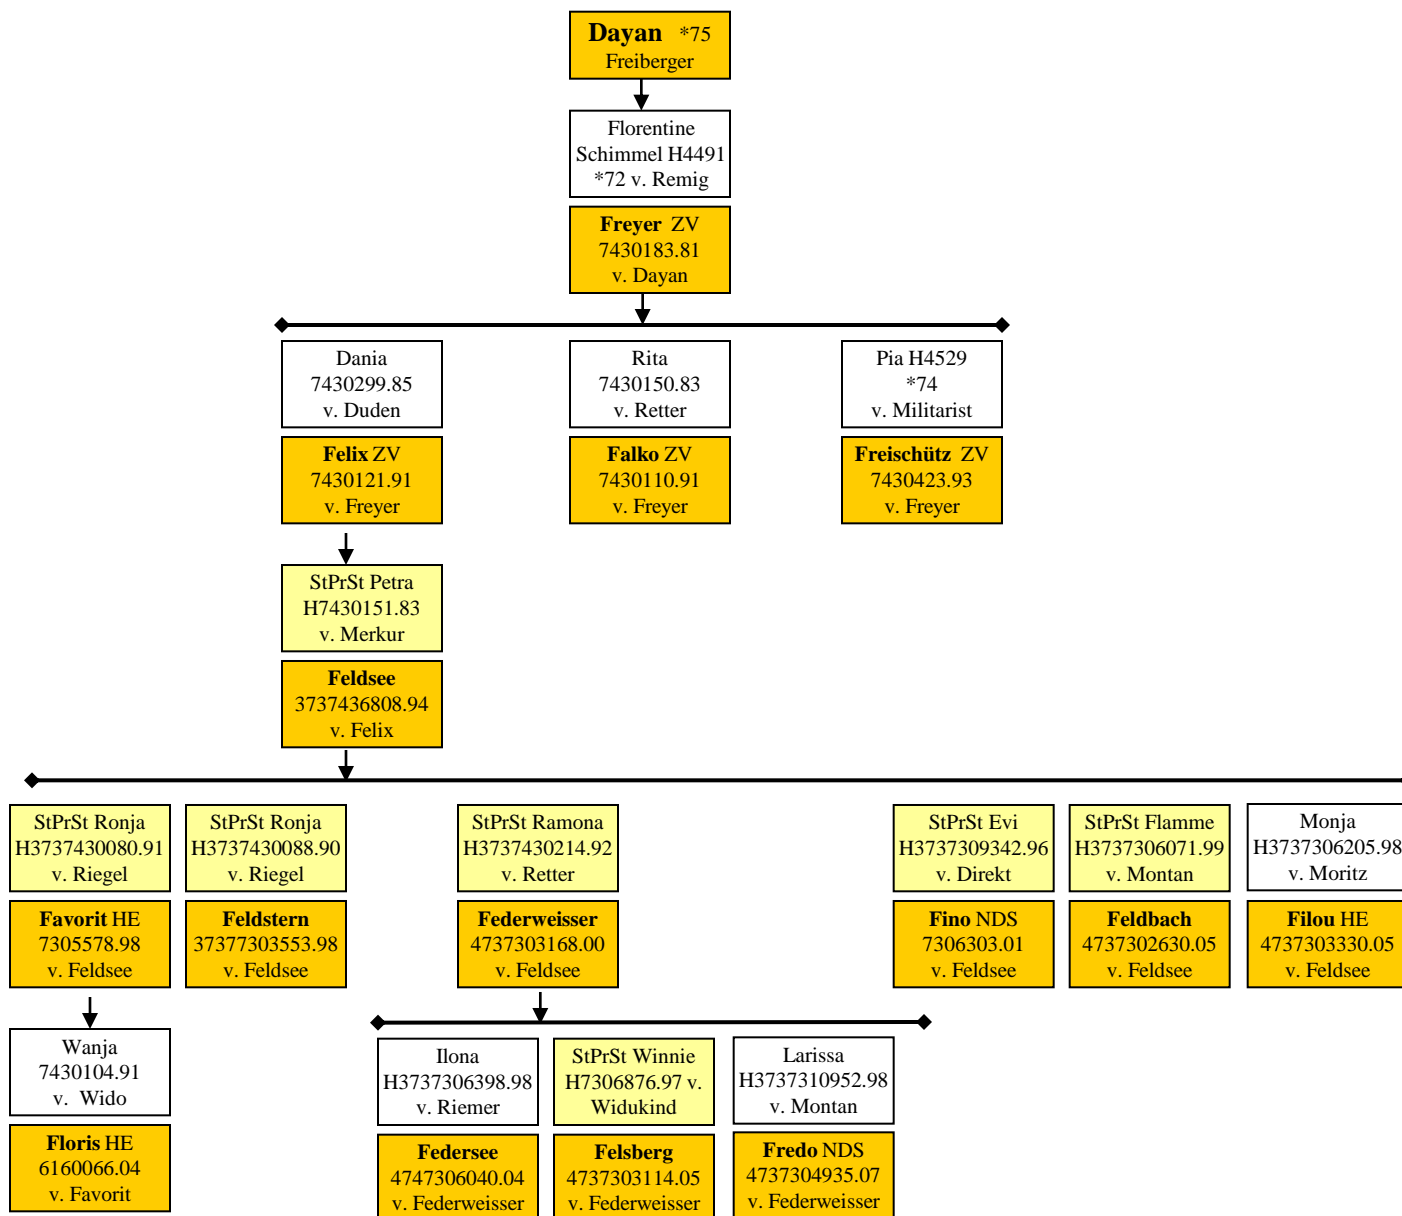 Dayan *75
Freiberger
Florentine
Schimmel H4491
*72 v. Remig
Freyer ZV
7430183.81
v. Dayan
Dania
7430299.85
v. Duden
Rita
7430150.83
v. Retter
Pia H4529
*74
v. Militarist
Felix ZV
7430121.91
v. Freyer
Falko ZV
7430110.91
v. Freyer
Freischütz ZV
7430423.93
v. Freyer
StPrSt Petra
H7430151.83
v. Merkur
Feldsee
3737436808.94
v. Felix
StPrSt Ronja
H3737430080.91
v. Riegel
StPrSt Ronja
H3737430088.90
v. Riegel
StPrSt Ramona
H3737430214.92
v. Retter
StPrSt Evi
H3737309342.96
v. Direkt
StPrSt Flamme
H3737306071.99
v. Montan
Monja
H3737306205.98
v. Moritz
Favorit HE
7305578.98
v. Feldsee
Feldstern
37377303553.98
v. Feldsee
Federweisser
4737303168.00
v. Feldsee
Fino NDS
7306303.01
v. Feldsee
Feldbach
4737302630.05
v. Feldsee
Filou HE
4737303330.05
v. Feldsee
Wanja
7430104.91
v. Wido
Ilona
H3737306398.98
v. Riemer
StPrSt Winnie
H7306876.97 v.
Widukind
Larissa
H3737310952.98
v. Montan
Floris HE
6160066.04
v. Favorit
Federsee
4747306040.04
v. Federweisser
Felsberg
4737303114.05
v. Federweisser
Fredo NDS
4737304935.07
v. Federweisser